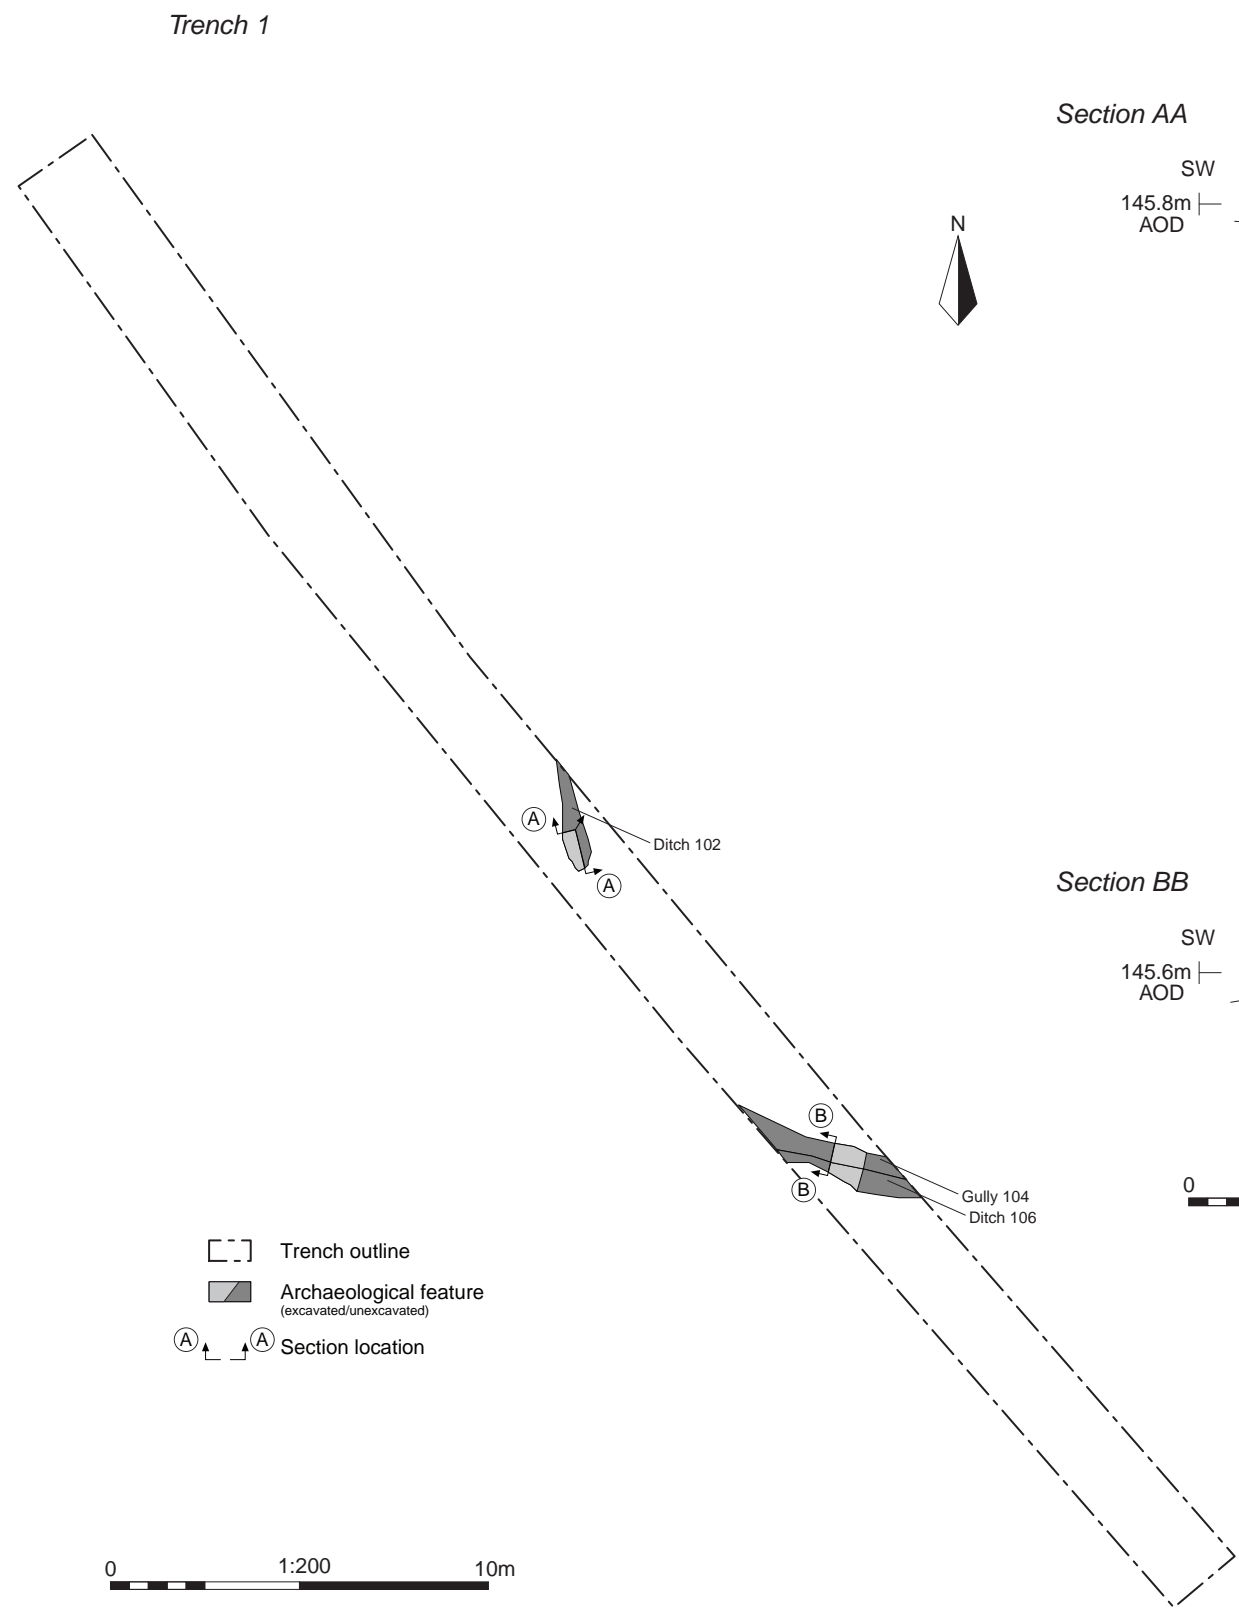 Trench 1
Section AA
SW
145.8m
AOD
N
A
Ditch 102
A
Section BB
SW
145.6m
AOD
B
B
Gully 104
Ditch 106
0
Trench outline
Archaeological feature
(excavated/unexcavated)
A A Section location
0 1:200 10m